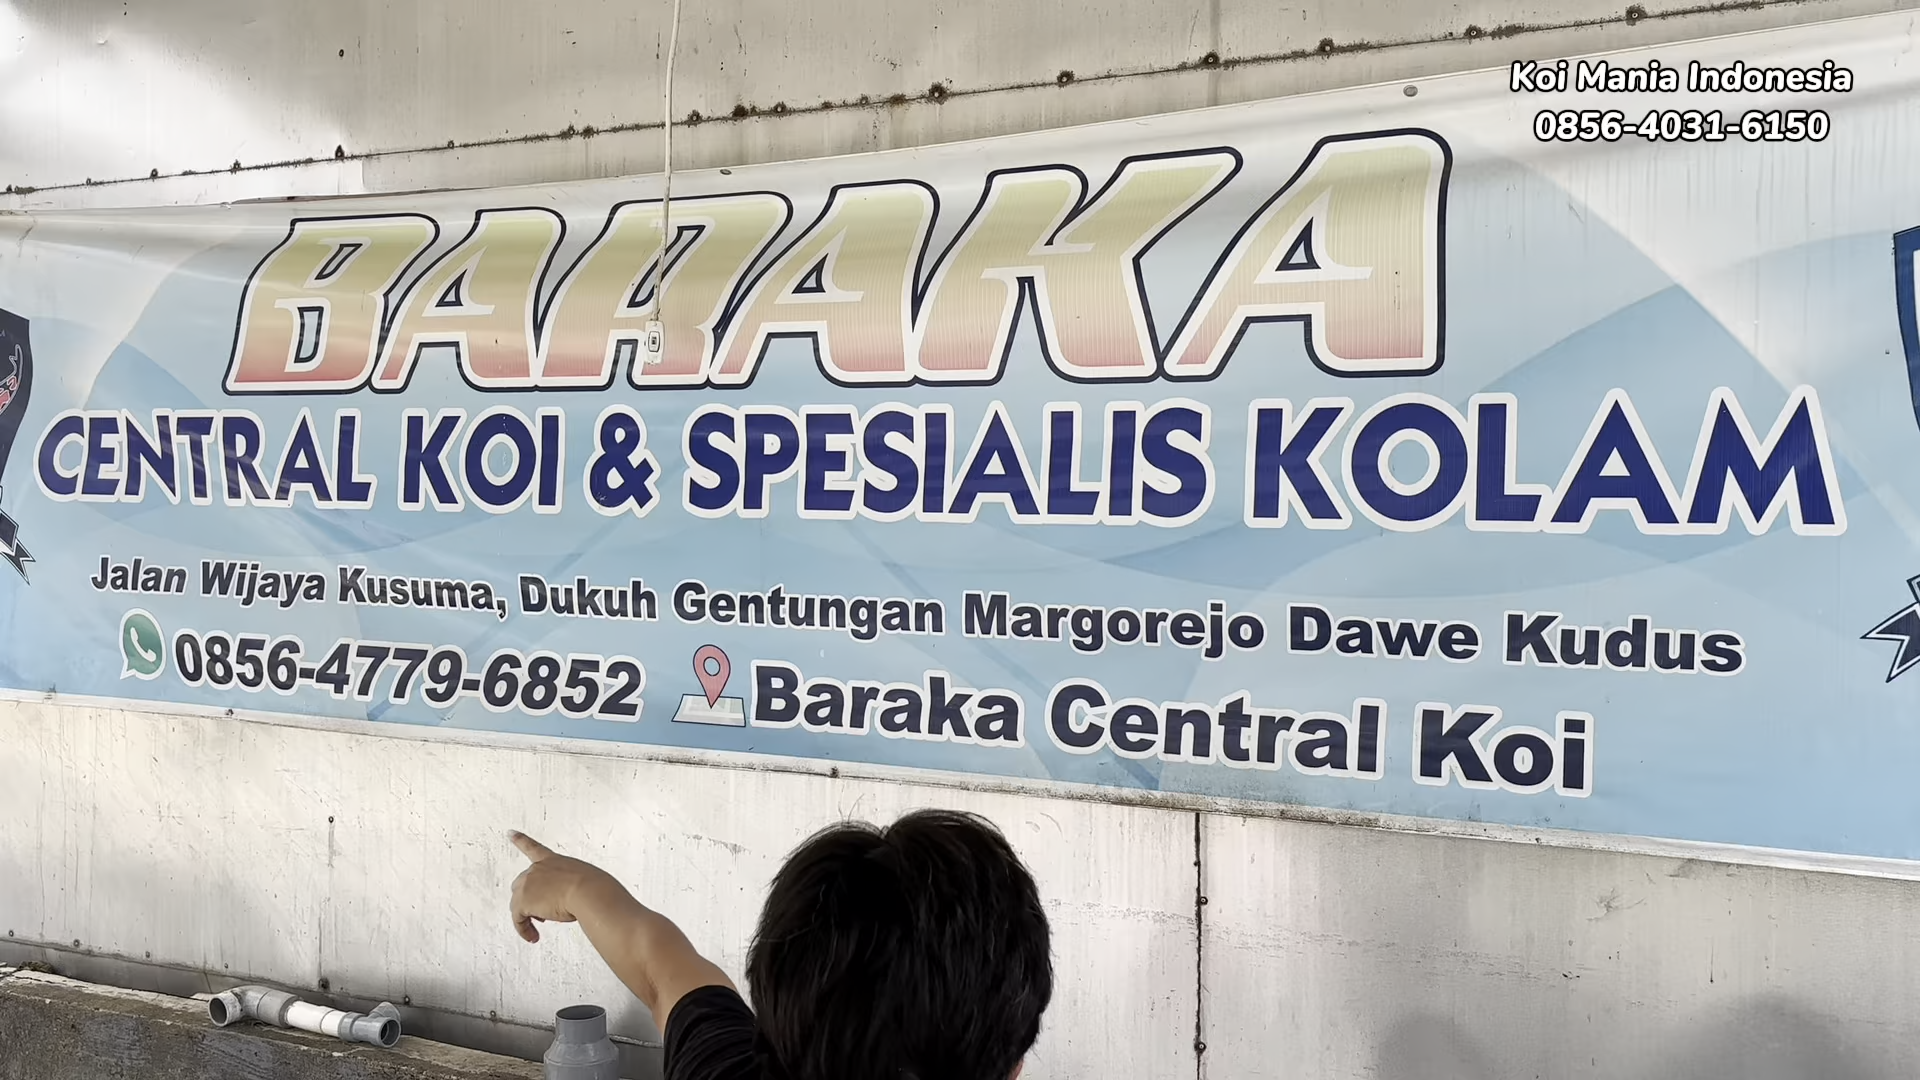 Koi Mania Indonesia
0856-4031-6150
BARAKA
CENTRAL KOI & SPESIALIS KOLAM
Jalan Wijaya Kusuma, Dukuh Gentungan Margorejo Dawe Kudus
0856-4779-6852 Baraka Central Koi